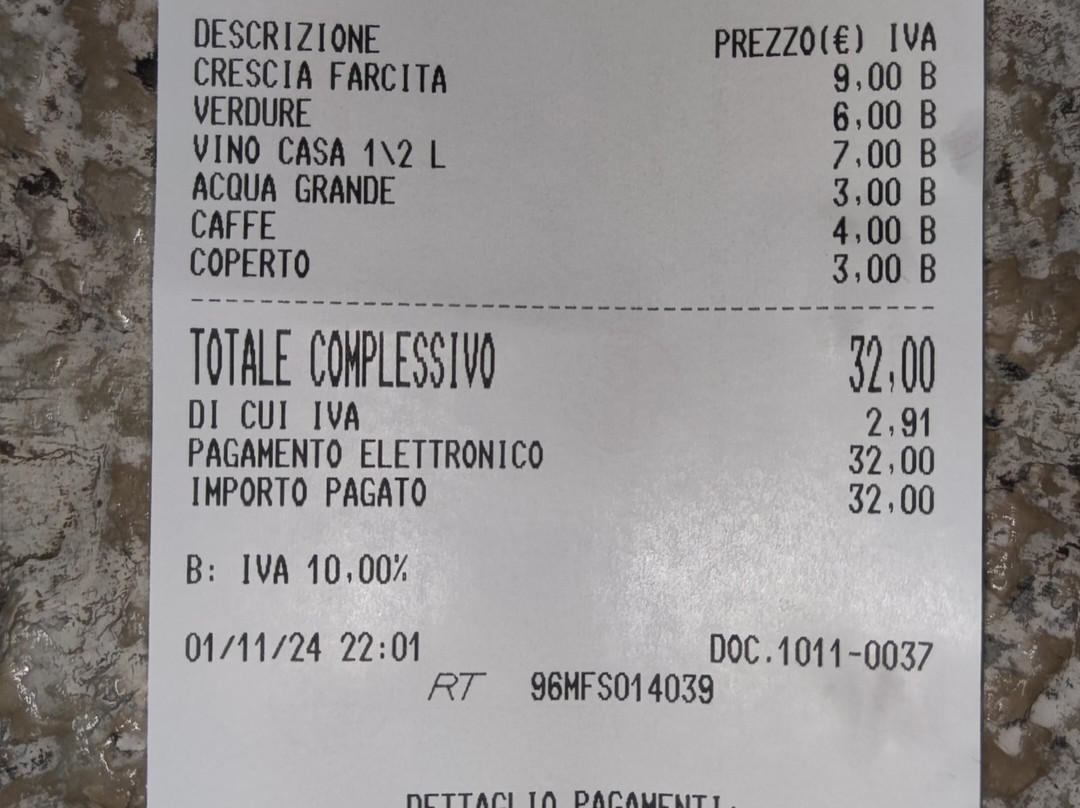 DESCRIZIONE PREZZO(€) IVA
CRESCIA FARCITA 9,00 B
VERDURE 6,00 B
VINO CASA 1\2 L 7,00 B
ACQUA GRANDE 3,00 B
CAFFE 4,00 B
COPERTO 3,00 B
TOTALE COMPLESSIVO 32,00
DI CUI IVA 2,91
PAGAMENTO ELETTRONICO 32,00
IMPORTO PAGATO 32,00
B: IVA 10,00%
01/11/24 22:01 DOC.1011-0037
RT 96MFS014039
DETTAGLIO PAGAMENTI